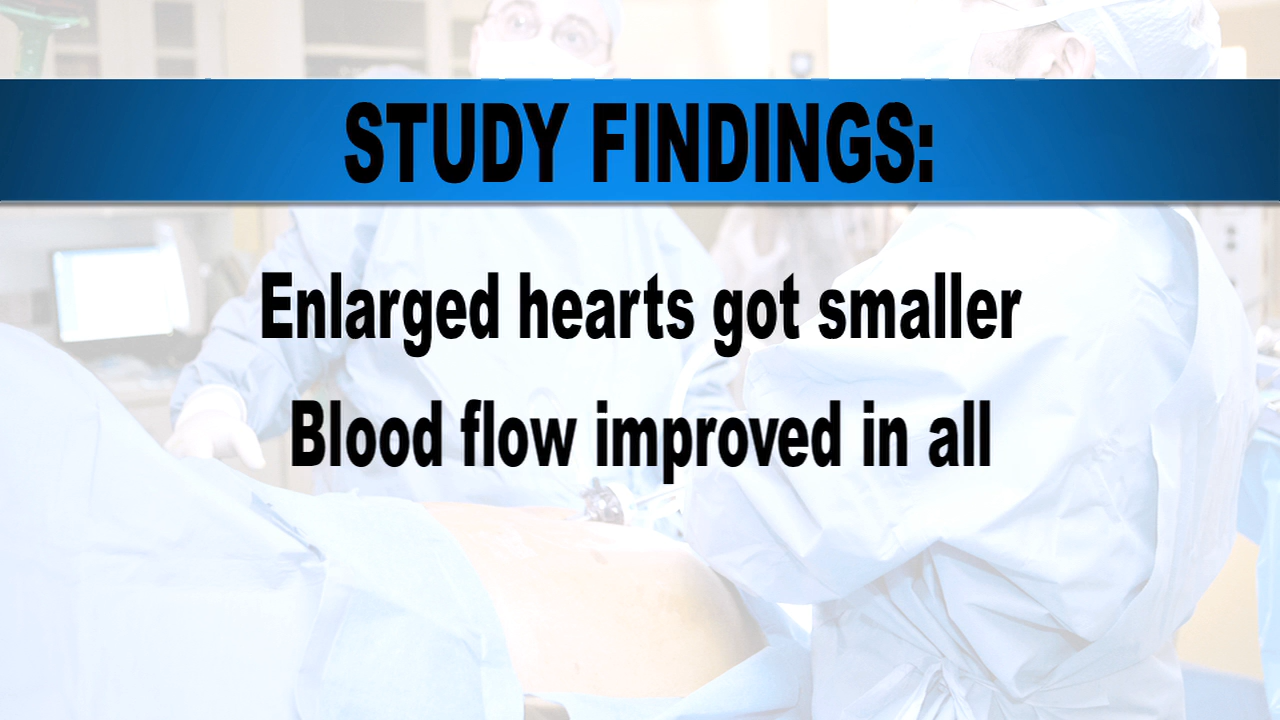 STUDY FINDINGS:
Enlarged hearts got smaller
Blood flow improved in all